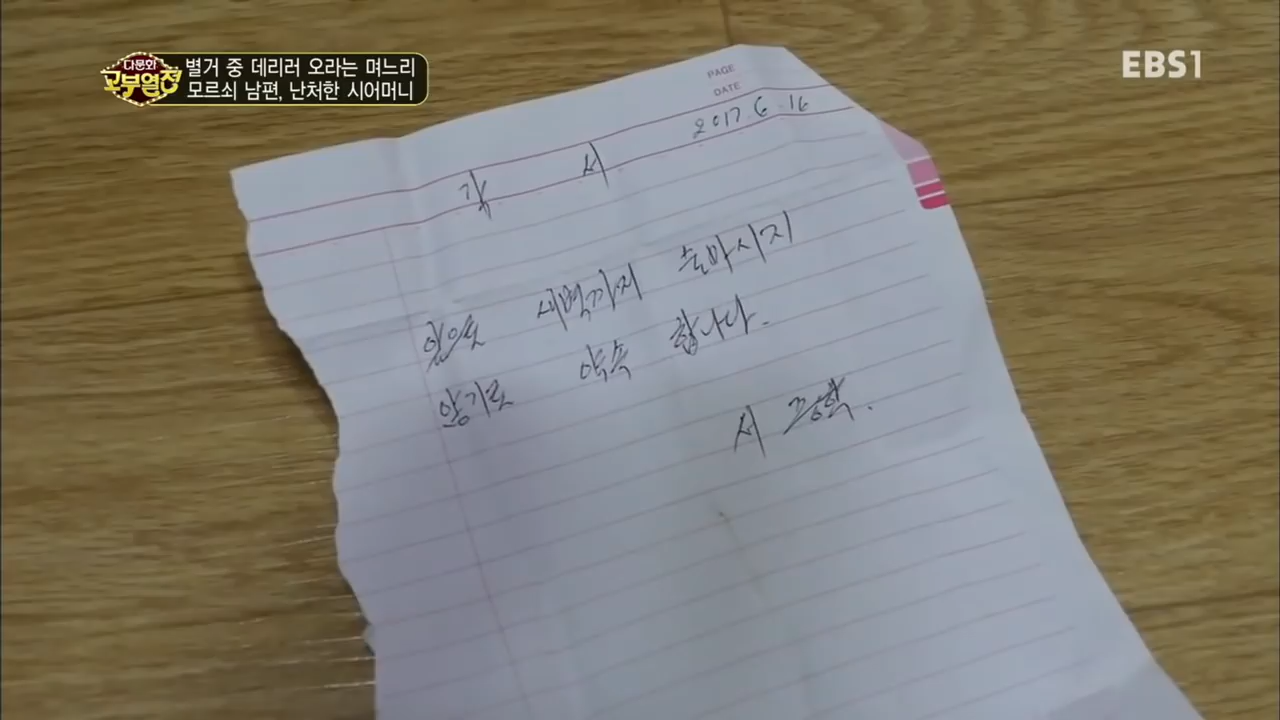 다문화
고부열전
별거 중 데리러 오라는 며느리
모르쇠 남편, 난처한 시어머니
EBS1
PAGE
DATE
2017. 6. 16
각 서
앞으로 새벽까지 술마시지
않기로 약속 합니다.
서